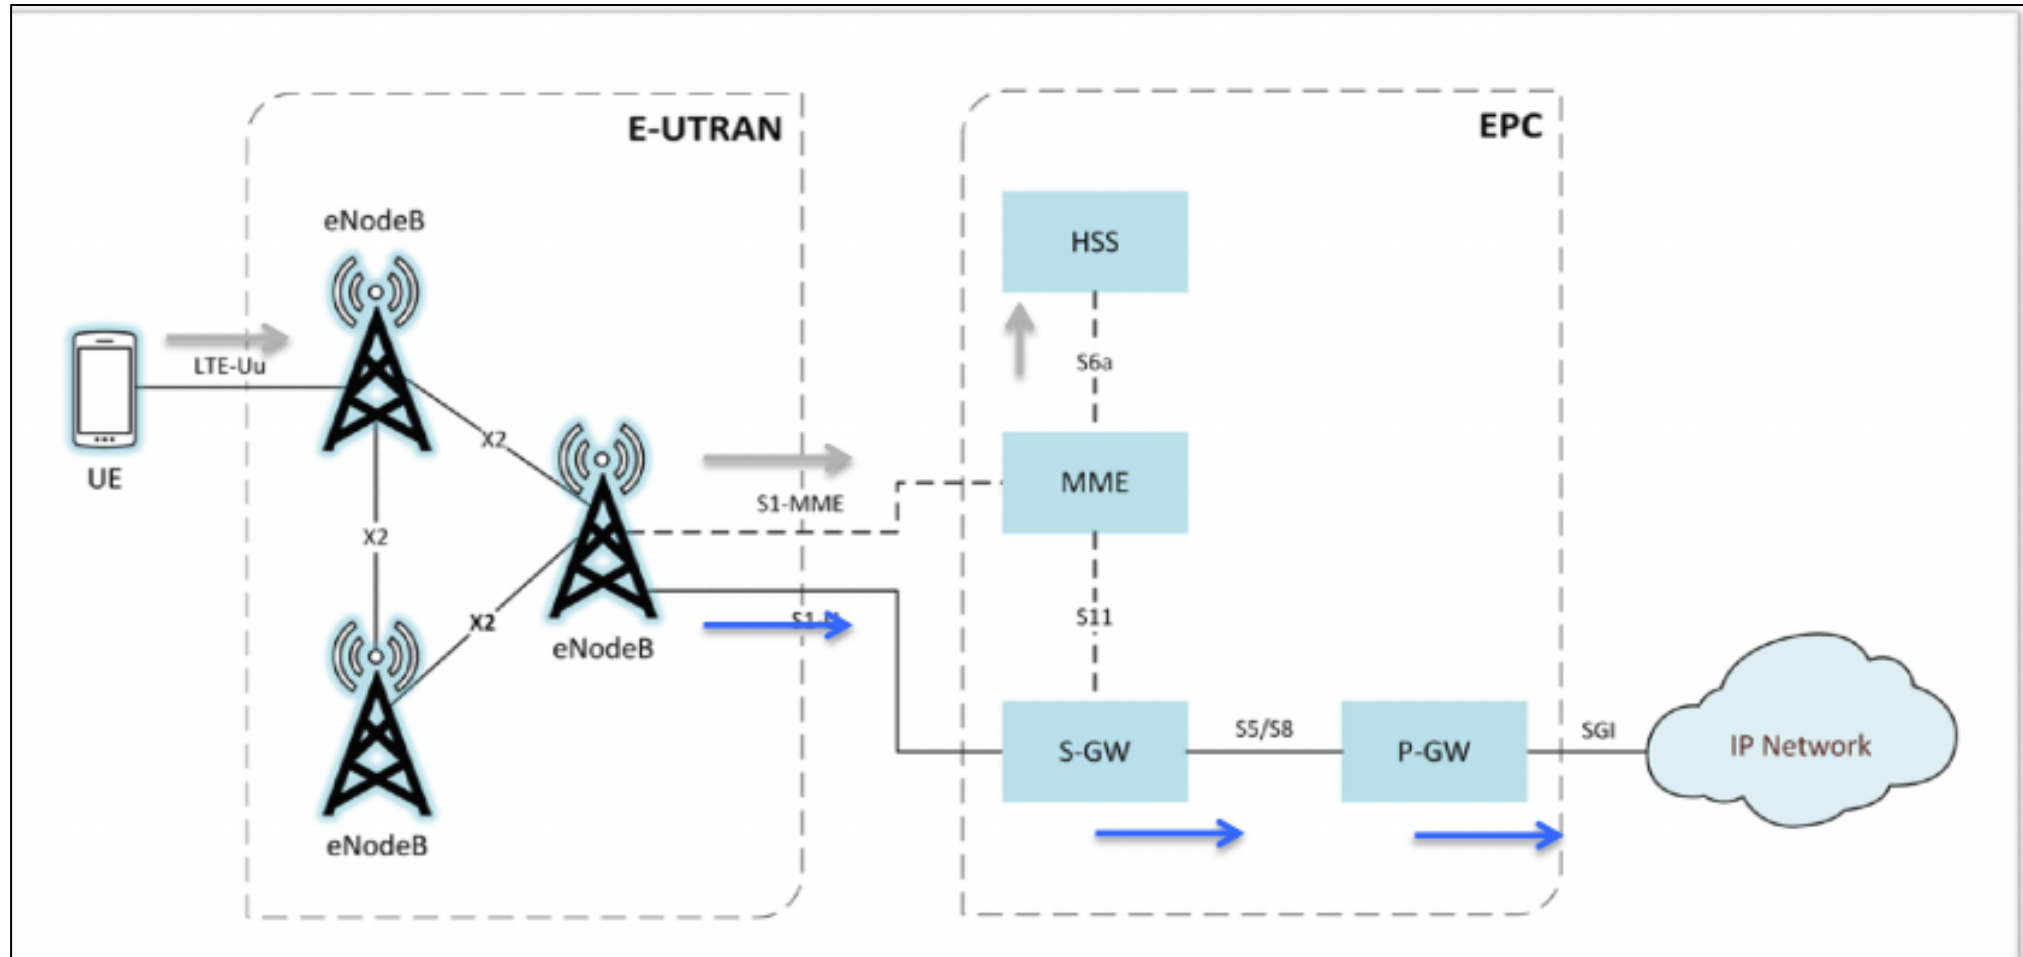 E-UTRAN
EPC
eNodeB
HSS
LTE-Uu
S6a
UE
X2
S1-MME
MME
X2
X2
S11
eNodeB
S5/S8
SGI
S-GW
P-GW
IP Network
eNodeB